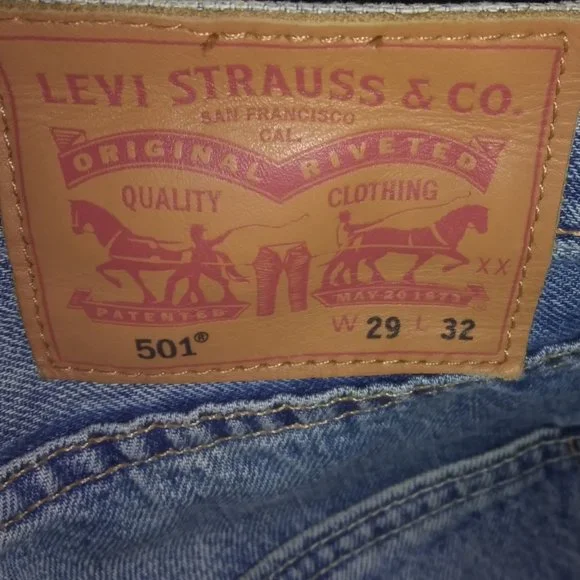 LEVI STRAUSS & CO.
SAN FRANCISCO
CAL.
ORIGINAL RIVETED
QUALITY CLOTHING
XX
PATENTED MAY 20 1873
501® W 29 L 32